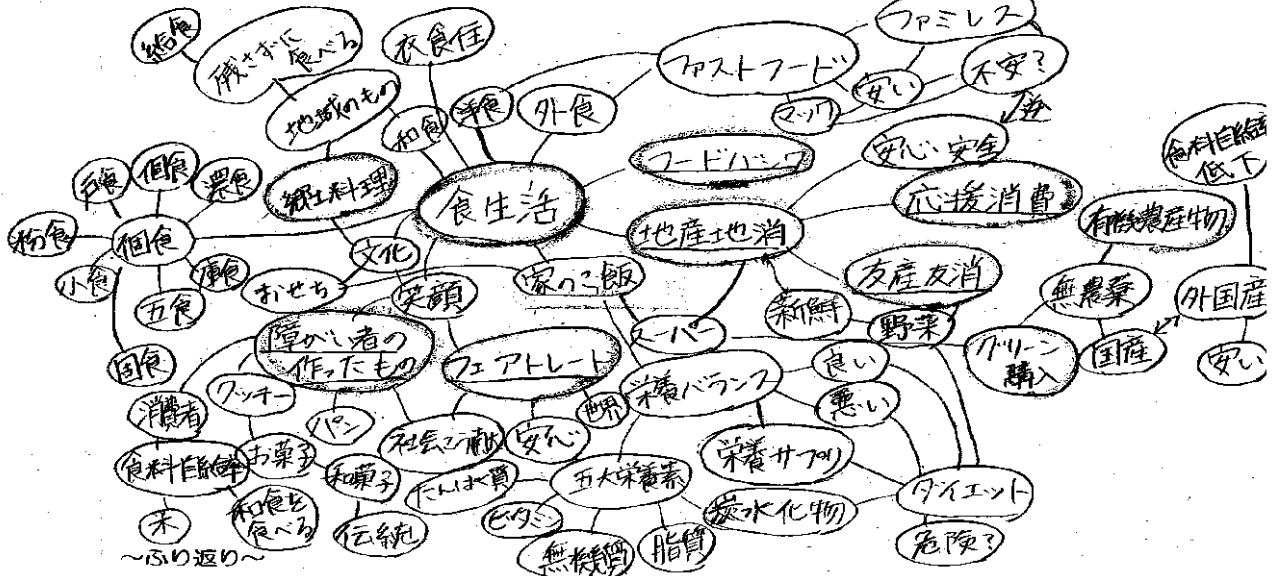 給食
残さずに
食べる
衣食住
ファストフード
ファミレス
安い
不安?
マック
逆
地域のもの
和食
洋食
外食
フードバンク
安心安全
食料自給率
低下
戸食
個食
濃食
郷土料理
食生活
地産地消
応援消費
有機農産物
粉食
個食
文化
家のご飯
友産友消
小食
五食
庫食
おせち
笑顔
新鮮
野菜
無農薬
外国産
固食
障がい者の
作ったもの
フェアトレード
スーパー
グリーン
購入
国産
安い
消費者
クッキー
パン
社会貢献
安心
世界
栄養バランス
良い
悪い
食料自給率
お菓子
和菓子
たんぱく質
五大栄養素
栄養サプリ
ダイエット
米
和食を
食べる
伝統
ビタミン
無機質
脂質
炭水化物
危険?
~ふり返り~